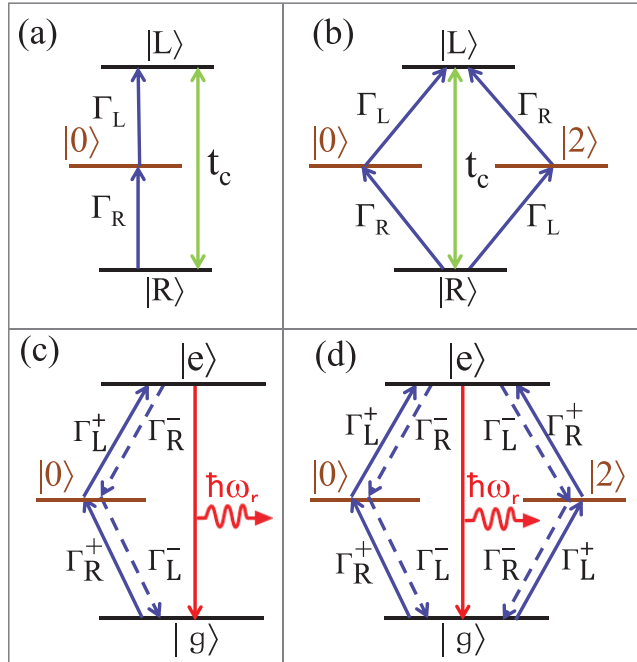 (a)
|L⟩
Γ_L
|0⟩
t_c
Γ_R
|R⟩
(b)
|L⟩
Γ_L
Γ_R
|0⟩
|2⟩
t_c
Γ_R
Γ_L
|R⟩
(c)
|e⟩
Γ_L^+
Γ_R^-
|0⟩
ħω_r
Γ_R^+
Γ_L^-
|g⟩
(d)
|e⟩
Γ_L^+
Γ_R^-
Γ_L^-
Γ_R^+
|0⟩
|2⟩
ħω_r
Γ_R^+
Γ_L^-
Γ_R^-
Γ_L^+
|g⟩